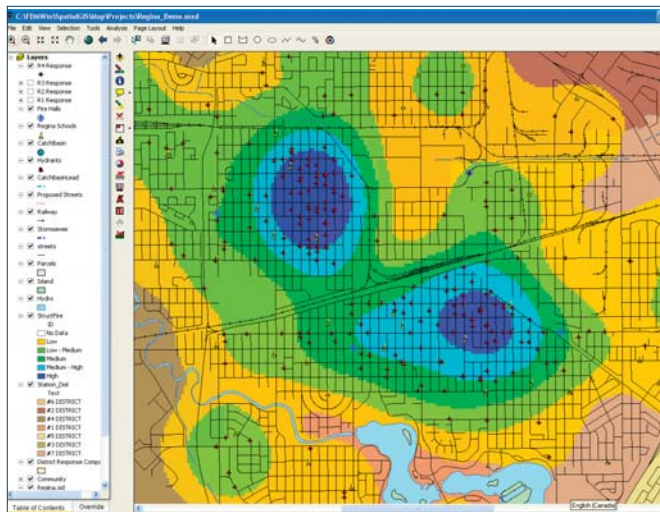 C:\FDMWin\SpatialGIS\Map\Projects\Regina_Demo.mxd
File Edit View Selection Tools Analysis Page Layout Help
Layers
R4 Response
R3 Response
R2 Response
R1 Response
Fire Halls
Regina Schools
CatchBasin
Hydrants
CatchBasinLead
Proposed Streets
Railway
Stormsewer
streets
Parcels
Island
Hydro
StructFire
ID
No Data
Low
Low - Medium
Medium
Medium - High
High
Station_Dist
Text
#6 DISTRICT
#2 DISTRICT
#4 DISTRICT
#1 DISTRICT
#5 DISTRICT
#3 DISTRICT
#7 DISTRICT
District Response Compa
Community
Regina.sid
Table of Contents Override
English (Canada)